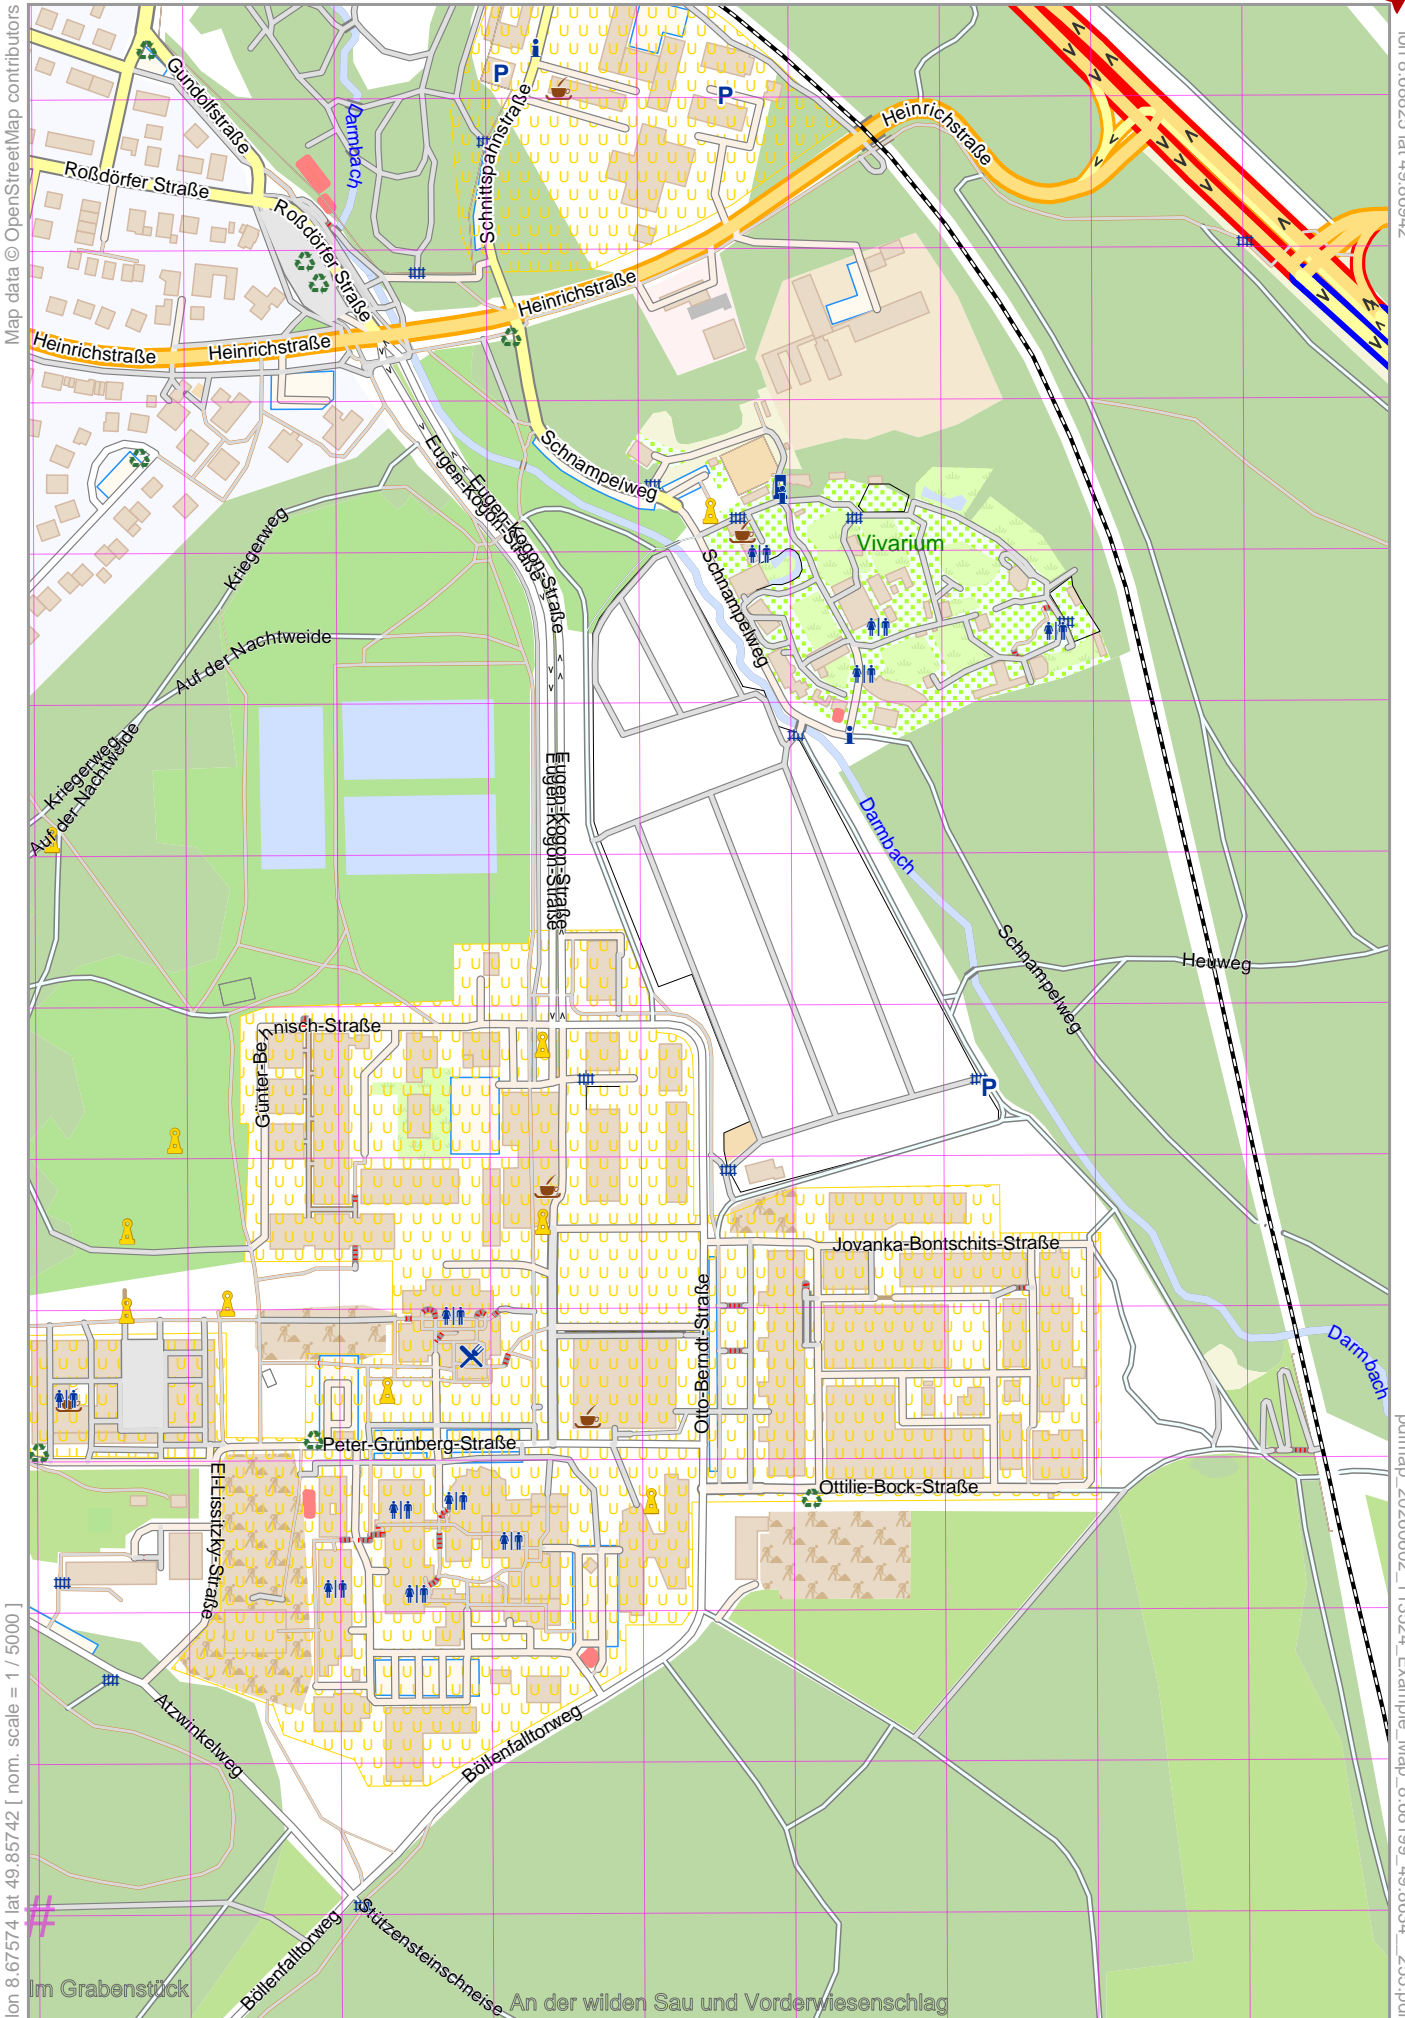 Map data © OpenStreetMap contributors
lon 8.67574 lat 49.85742 [ nom. scale = 1 / 5000 ]
Gundolfstraße
Darmbach
Schnittspahnstraße
P
P
Heinrichstraße
Roßdörfer Straße
Roßdörfer Straße
Heinrichstraße
Heinrichstraße
Heinrichstraße
Schnampelweg
Eugen-Kogon-Straße
Eugen-Kogon-Straße
Kriegerweg
Vivarium
Schnampelweg
Auf der Nachtweide
Kriegerweg
Auf der Nachtweide
Eugen-Kogon-Straße
Eugen-Kogon-Straße
Darmbach
Schnampelweg
Heuweg
Günter-Behnisch-Straße
P
Jovanka-Bontschits-Straße
Otto-Berndt-Straße
Darmbach
Peter-Grünberg-Straße
El-Lissitzky-Straße
Ottilie-Bock-Straße
Atzwinkelweg
Böllenfalltorweg
Böllenfalltorweg
Stützensteinschneise
Im Grabenstück
An der wilden Sau und Vorderwiesenschlag
#